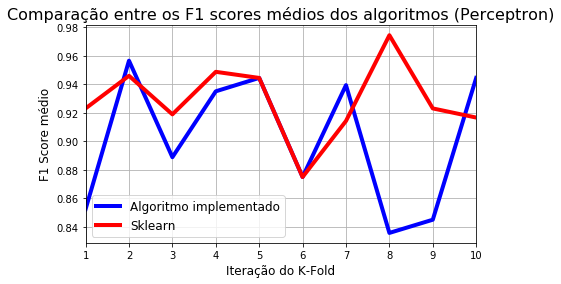 Comparação entre os F1 scores médios dos algoritmos (Perceptron)
0.98
0.96
0.94
0.92
0.90
0.88
0.86
0.84
F1 Score médio
Algoritmo implementado
Sklearn
1 2 3 4 5 6 7 8 9 10
Iteração do K-Fold